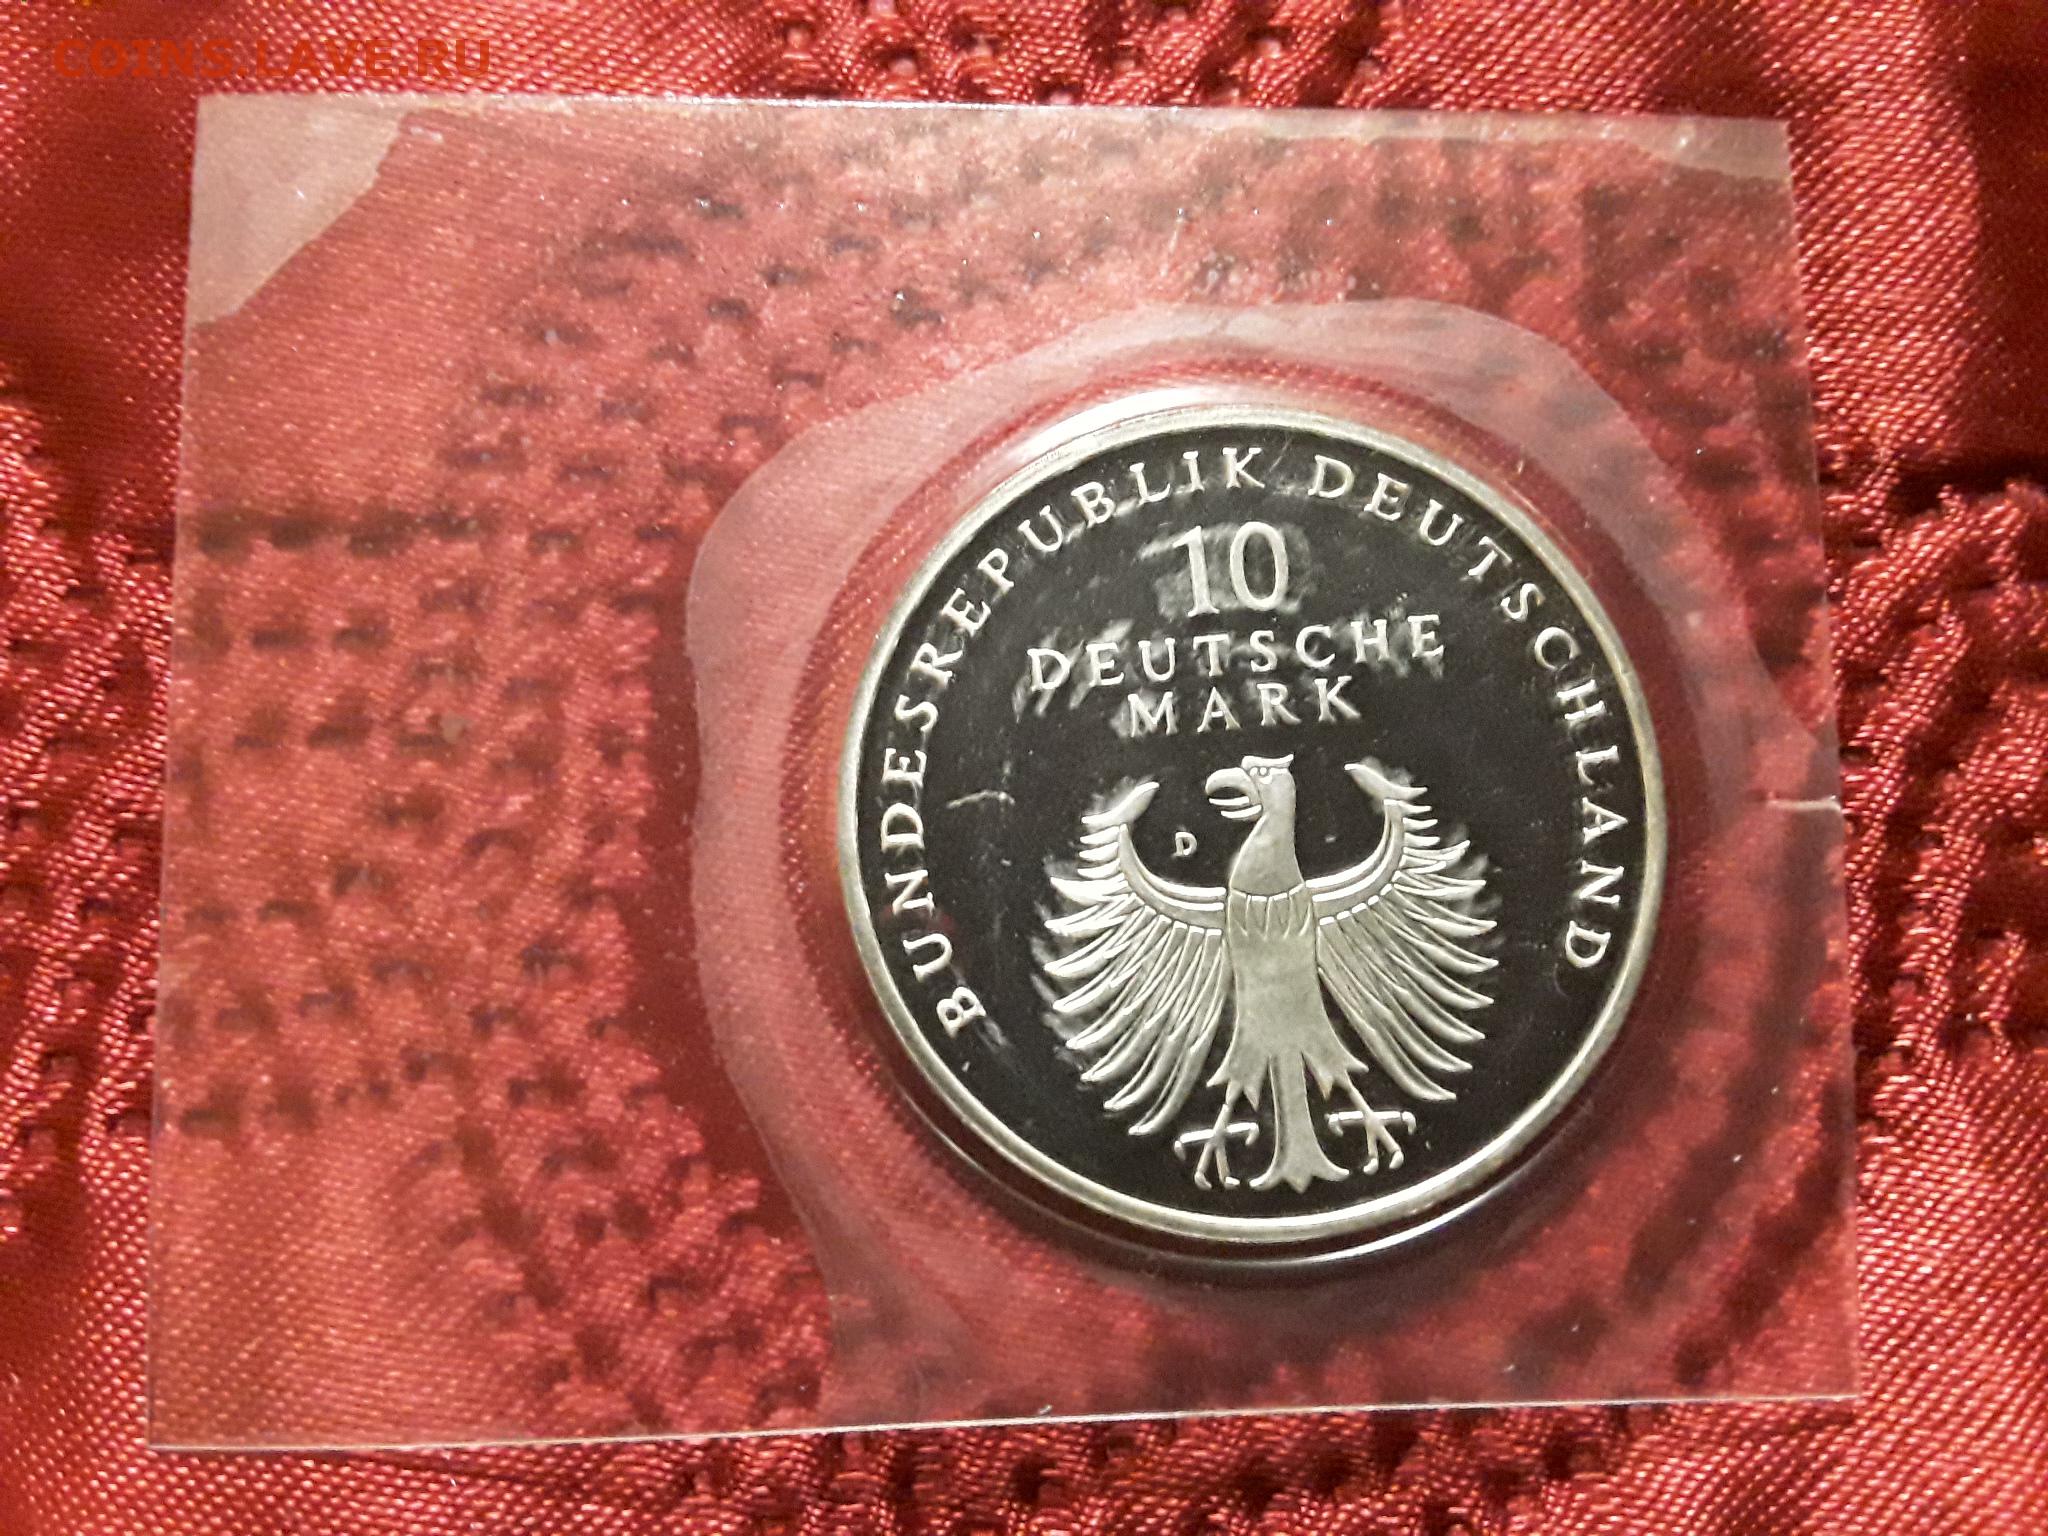 COINS.LAVE.RU
BUNDESREPUBLIK DEUTSCHLAND
10
DEUTSCHE
MARK
D